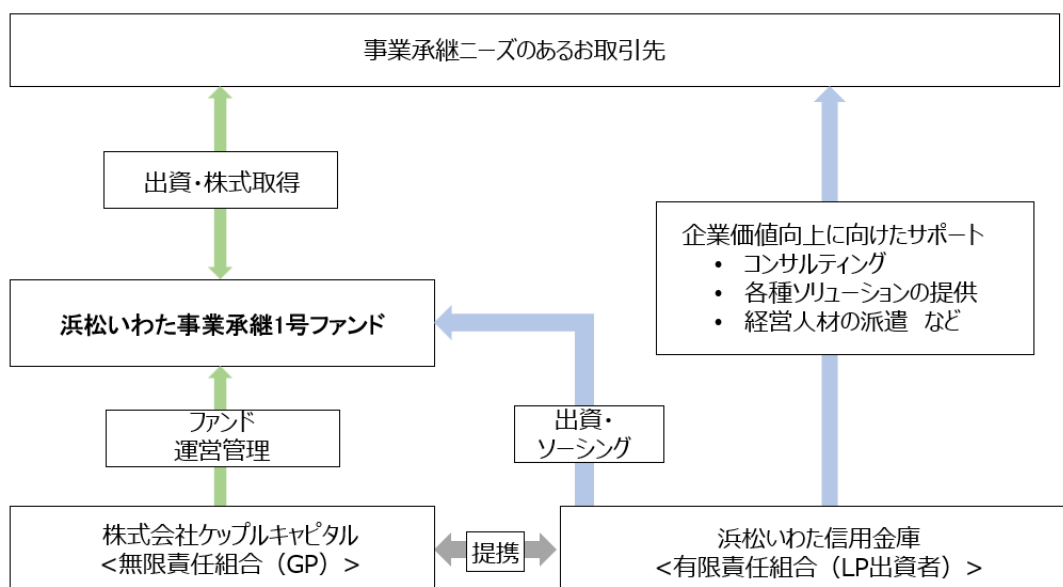 事業承継ニーズのあるお取引先
出資・株式取得
企業価値向上に向けたサポート
• コンサルティング
• 各種ソリューションの提供
• 経営人材の派遣 など
浜松いわた事業承継1号ファンド
ファンド
運営管理
出資・
ソーシング
株式会社ケップルキャピタル
<無限責任組合（GP）>
提携
浜松いわた信用金庫
<有限責任組合（LP出資者）>